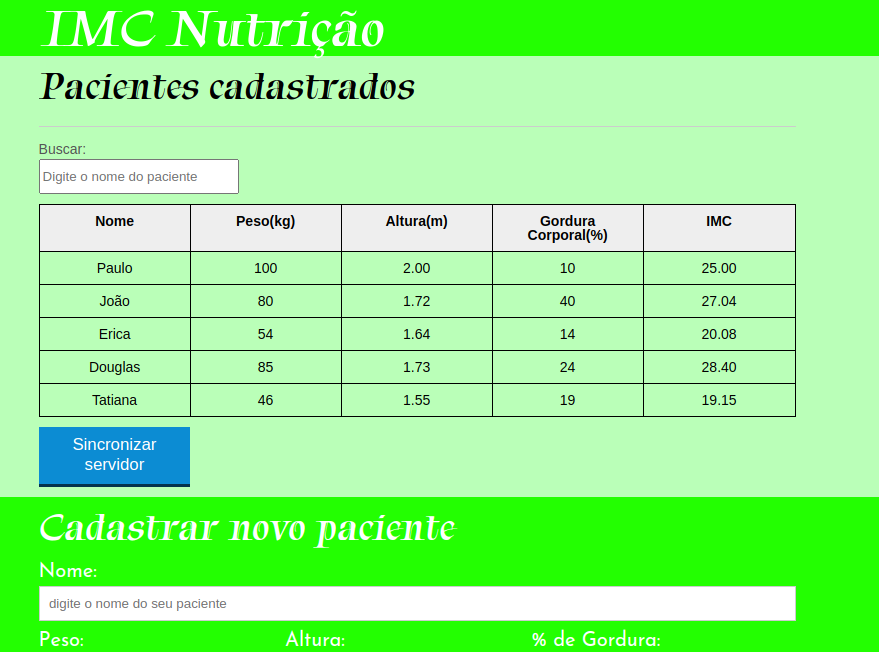 IMC Nutrição
Pacientes cadastrados
Buscar:
Digite o nome do paciente
Nome Peso(kg) Altura(m) Gordura Corporal(%) IMC
Paulo 100 2.00 10 25.00
João 80 1.72 40 27.04
Erica 54 1.64 14 20.08
Douglas 85 1.73 24 28.40
Tatiana 46 1.55 19 19.15
Sincronizar
servidor
Cadastrar novo paciente
Nome:
digite o nome do seu paciente
Peso: Altura: % de Gordura: